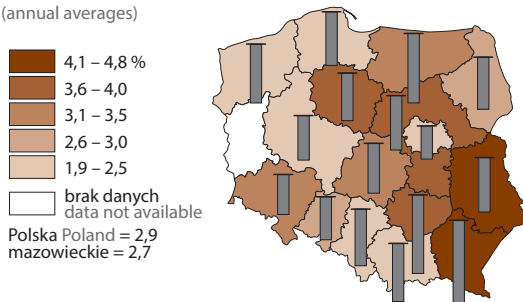 (annual averages)
4,1 – 4,8 %
3,6 – 4,0
3,1 – 3,5
2,6 – 3,0
1,9 – 2,5
brak danych
data not available
Polska Poland = 2,9
mazowieckie = 2,7